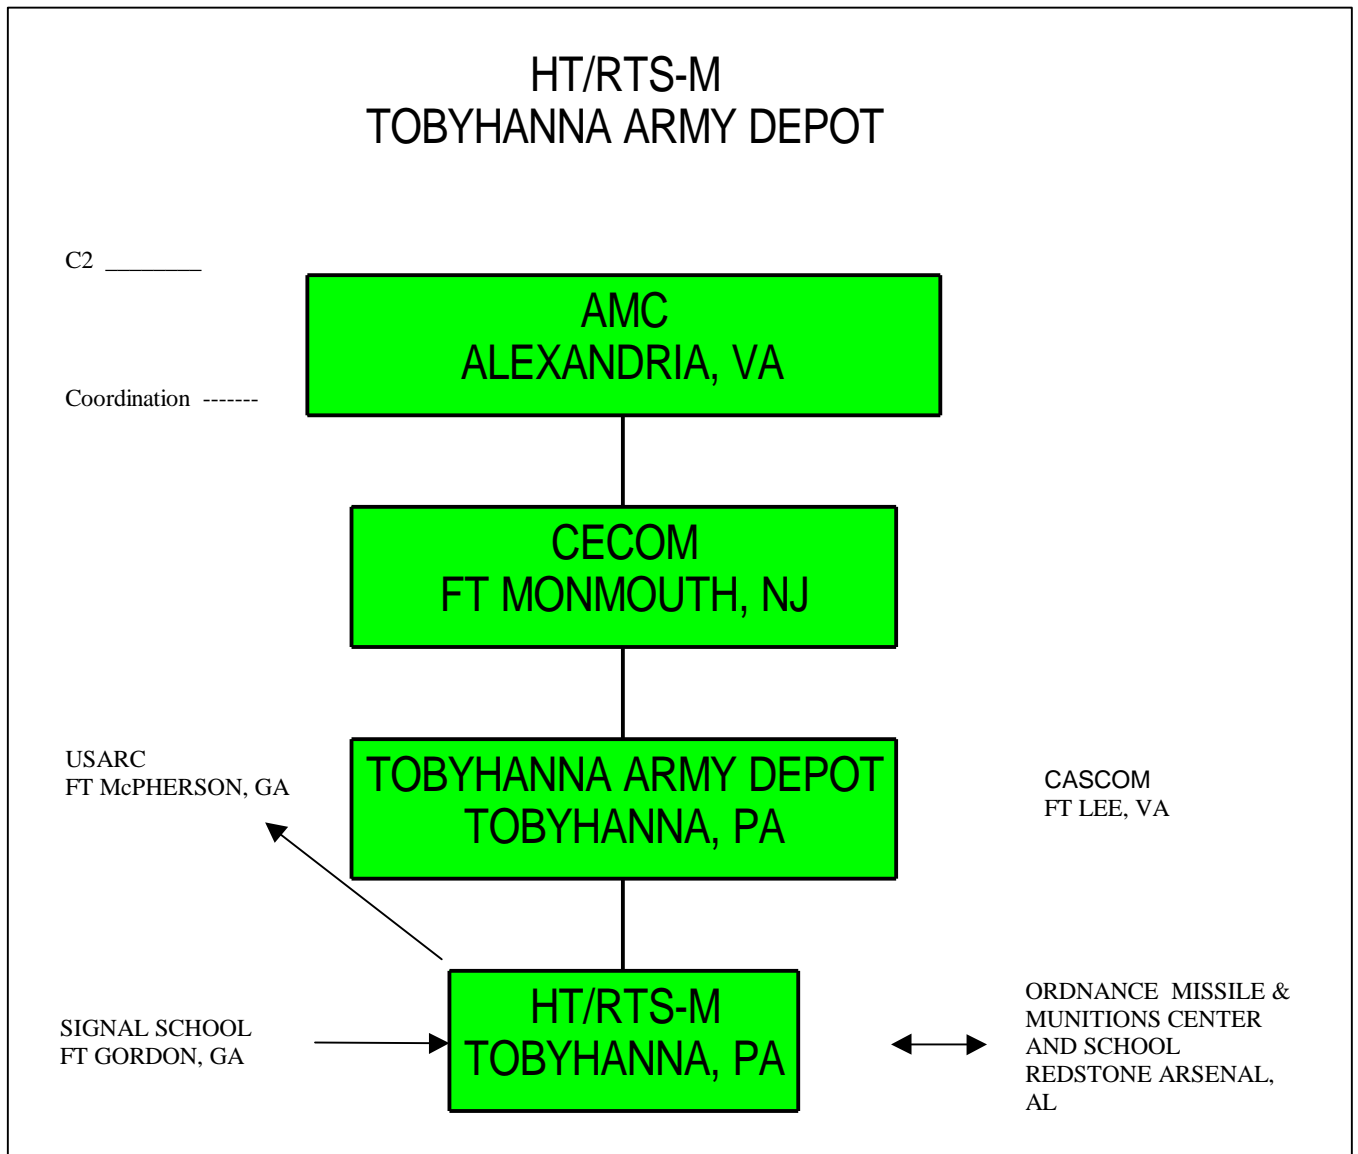 HT/RTS-M
TOBYHANNA ARMY DEPOT
C2 ________
AMC
ALEXANDRIA, VA
Coordination -------
CECOM
FT MONMOUTH, NJ
USARC
FT McPHERSON, GA
TOBYHANNA ARMY DEPOT
TOBYHANNA, PA
CASCOM
FT LEE, VA
SIGNAL SCHOOL
FT GORDON, GA
HT/RTS-M
TOBYHANNA, PA
ORDNANCE MISSILE &
MUNITIONS CENTER
AND SCHOOL
REDSTONE ARSENAL,
AL